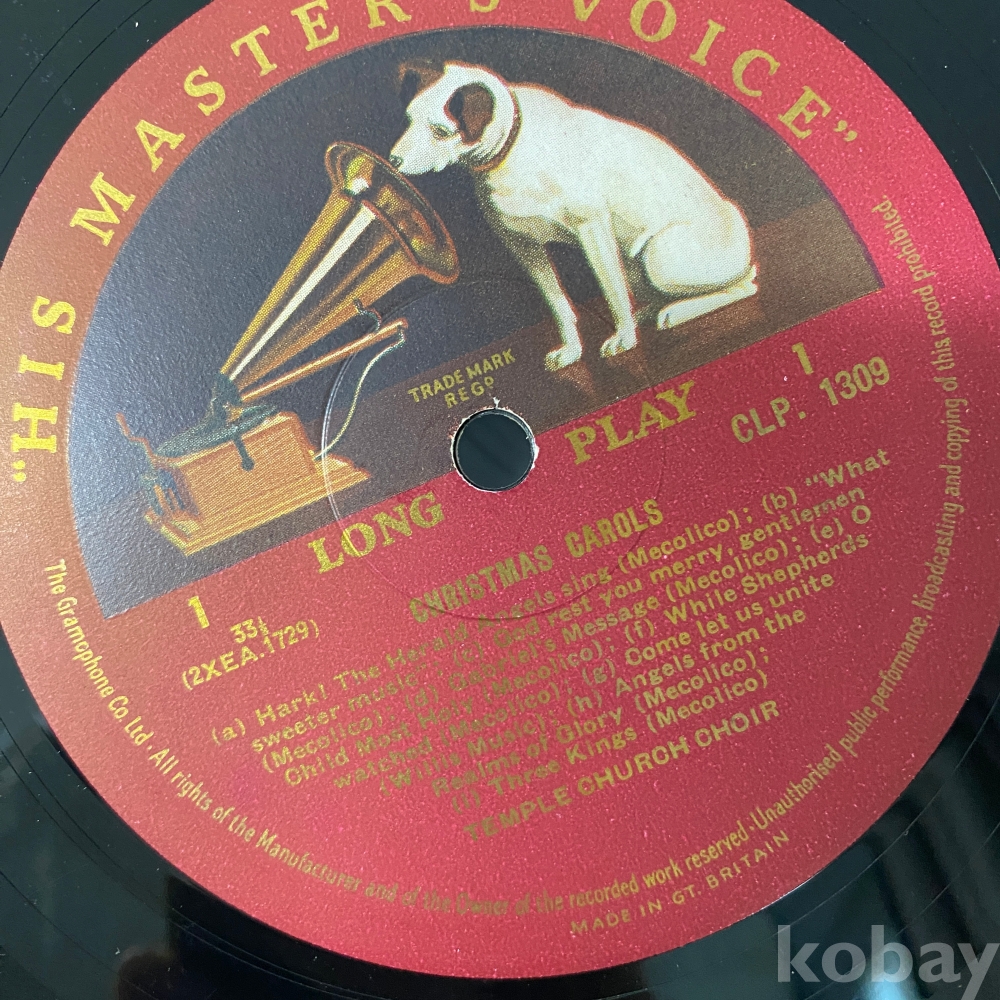 "HIS MASTER'S VOICE"
TRADE MARK
REGD
LONG PLAY
1
1
CLP. 1309
33⅓
(2XEA.1729)
CHRISTMAS CAROLS
(a) Hark! The Herald Angels sing (Mecolico); (b) "What
sweeter music"; (c) God rest you merry, gentlemen
(Mecolico); (d) Gabriel's Message (Mecolico); (e) O
Child Most Holy (Mecolico); (f) While Shepherds
watched (Mecolico); (g) Come let us unite
(Willis Music); (h) Angels from the
Realms of Glory (Mecolico);
(i) Three Kings (Mecolico)
TEMPLE CHURCH CHOIR
The Gramophone Co. Ltd · All rights of the Manufacturer and of the Owner of the recorded work reserved · Unauthorised public performance, broadcasting and copying of this record prohibited.
MADE IN GT. BRITAIN
kobay